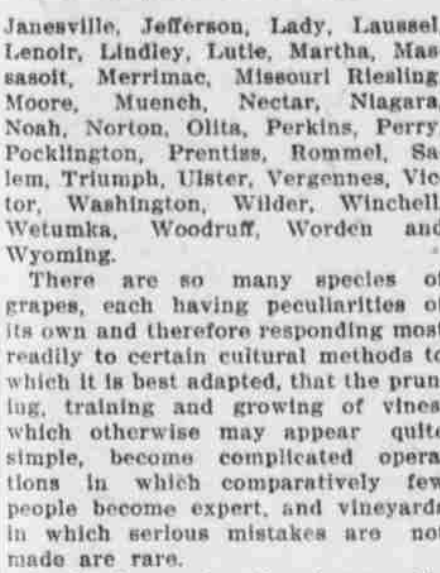 Janesville, Jefferson, Lady, Laussel,
Lenoir, Lindley, Lutie, Martha, Mas
sasoit, Merrimac, Missouri Riesling
Moore, Muench, Nectar, Niagara,
Noah, Norton, Olita, Perkins, Perry,
Pocklington, Prentiss, Rommel, Sa
lem, Triumph, Ulster, Vergennes, Vic
tor, Washington, Wilder, Winchell,
Wetumka, Woodruff, Worden and
Wyoming.
There are so many species of
grapes, each having peculiarities of
its own and therefore responding most
readily to certain cultural methods to
which it is best adapted, that the prun
ing, training and growing of vines,
which otherwise may appear quite
simple, become complicated opera
tions in which comparatively few
people become expert, and vineyards
in which serious mistakes are not
made are rare.